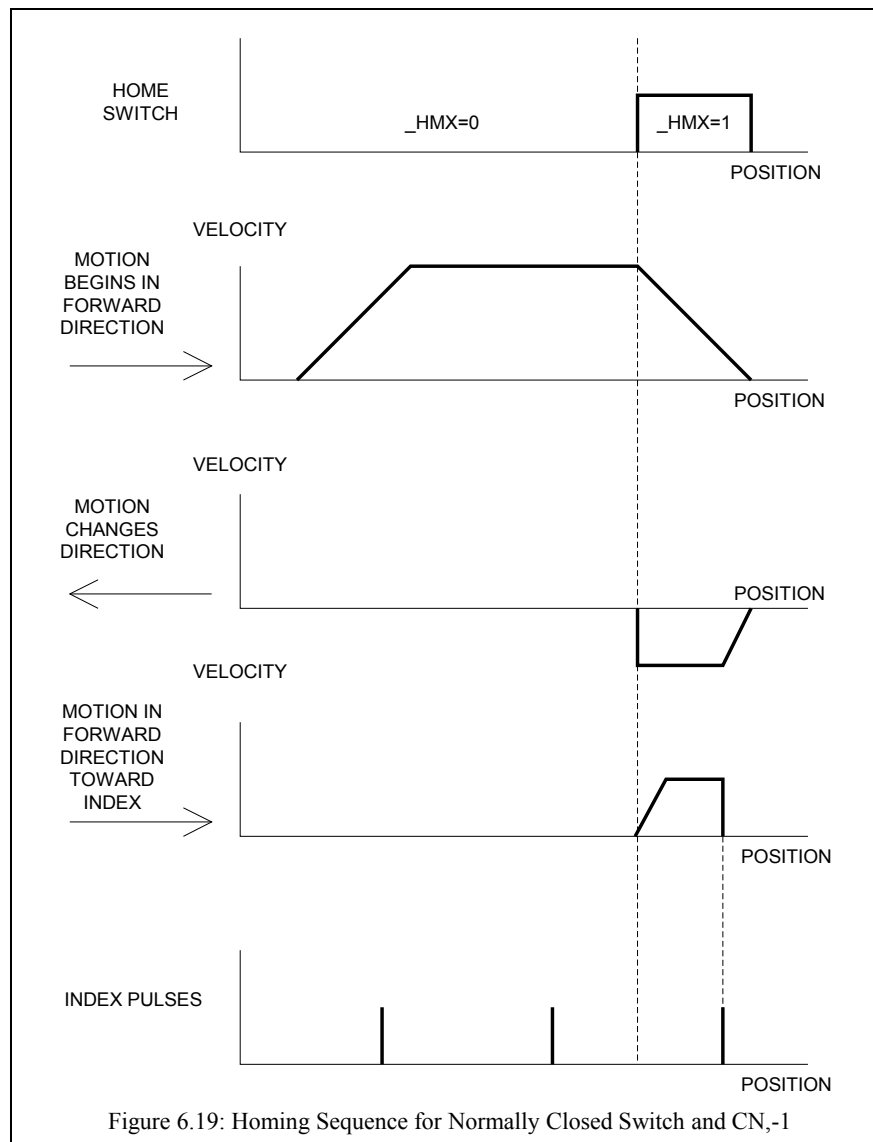 HOME
SWITCH
_HMX=0
_HMX=1
POSITION
VELOCITY
MOTION
BEGINS IN
FORWARD
DIRECTION
POSITION
VELOCITY
MOTION
CHANGES
DIRECTION
POSITION
VELOCITY
MOTION IN
FORWARD
DIRECTION
TOWARD
INDEX
POSITION
INDEX PULSES
POSITION
Figure 6.19: Homing Sequence for Normally Closed Switch and CN,-1